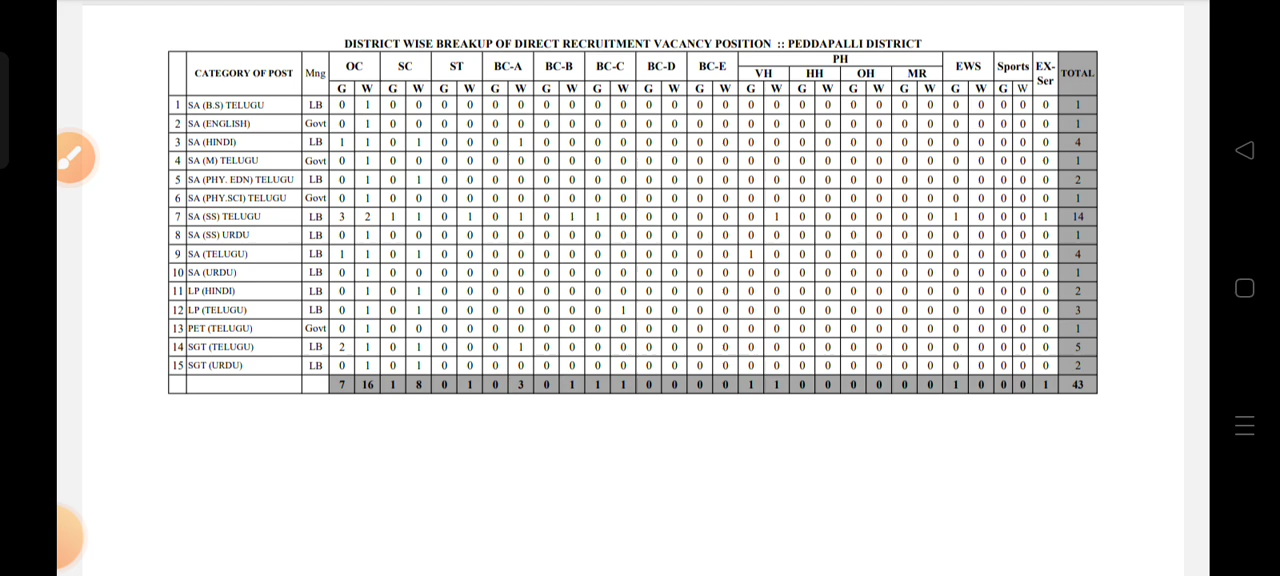 DISTRICT WISE BREAKUP OF DIRECT RECRUITMENT VACANCY POSITION :: PEDDAPALLI DISTRICT
CATEGORY OF POST Mng OC SC ST BC-A BC-B BC-C BC-D BC-E PH EWS Sports EX-Ser TOTAL
VH HH OH MR
G W G W G W G W G W G W G W G W G W G W G W G W G W G W
1 SA (B.S) TELUGU LB 0 1 0 0 0 0 0 0 0 0 0 0 0 0 0 0 0 0 0 0 0 0 0 0 0 0 0 0 0 1
2 SA (ENGLISH) Govt 0 1 0 0 0 0 0 0 0 0 0 0 0 0 0 0 0 0 0 0 0 0 0 0 0 0 0 0 0 1
3 SA (HINDI) LB 1 1 0 1 0 0 0 1 0 0 0 0 0 0 0 0 0 0 0 0 0 0 0 0 0 0 0 0 0 4
4 SA (M) TELUGU Govt 0 1 0 0 0 0 0 0 0 0 0 0 0 0 0 0 0 0 0 0 0 0 0 0 0 0 0 0 0 1
5 SA (PHY. EDN) TELUGU LB 0 1 0 1 0 0 0 0 0 0 0 0 0 0 0 0 0 0 0 0 0 0 0 0 0 0 0 0 0 2
6 SA (PHY.SCI) TELUGU Govt 0 1 0 0 0 0 0 0 0 0 0 0 0 0 0 0 0 0 0 0 0 0 0 0 0 0 0 0 0 1
7 SA (SS) TELUGU LB 3 2 1 1 0 1 0 1 0 1 1 0 0 0 0 0 0 1 0 0 0 0 0 0 1 0 0 0 1 14
8 SA (SS) URDU LB 0 1 0 0 0 0 0 0 0 0 0 0 0 0 0 0 0 0 0 0 0 0 0 0 0 0 0 0 0 1
9 SA (TELUGU) LB 1 1 0 1 0 0 0 0 0 0 0 0 0 0 0 0 1 0 0 0 0 0 0 0 0 0 0 0 0 4
10 SA (URDU) LB 0 1 0 0 0 0 0 0 0 0 0 0 0 0 0 0 0 0 0 0 0 0 0 0 0 0 0 0 0 1
11 LP (HINDI) LB 0 1 0 1 0 0 0 0 0 0 0 0 0 0 0 0 0 0 0 0 0 0 0 0 0 0 0 0 0 2
12 LP (TELUGU) LB 0 1 0 1 0 0 0 0 0 0 0 1 0 0 0 0 0 0 0 0 0 0 0 0 0 0 0 0 0 3
13 PET (TELUGU) Govt 0 1 0 0 0 0 0 0 0 0 0 0 0 0 0 0 0 0 0 0 0 0 0 0 0 0 0 0 0 1
14 SGT (TELUGU) LB 2 1 0 1 0 0 0 1 0 0 0 0 0 0 0 0 0 0 0 0 0 0 0 0 0 0 0 0 0 5
15 SGT (URDU) LB 0 1 0 1 0 0 0 0 0 0 0 0 0 0 0 0 0 0 0 0 0 0 0 0 0 0 0 0 0 2
7 16 1 8 0 1 0 3 0 1 1 1 0 0 0 0 1 1 0 0 0 0 0 0 1 0 0 0 1 43